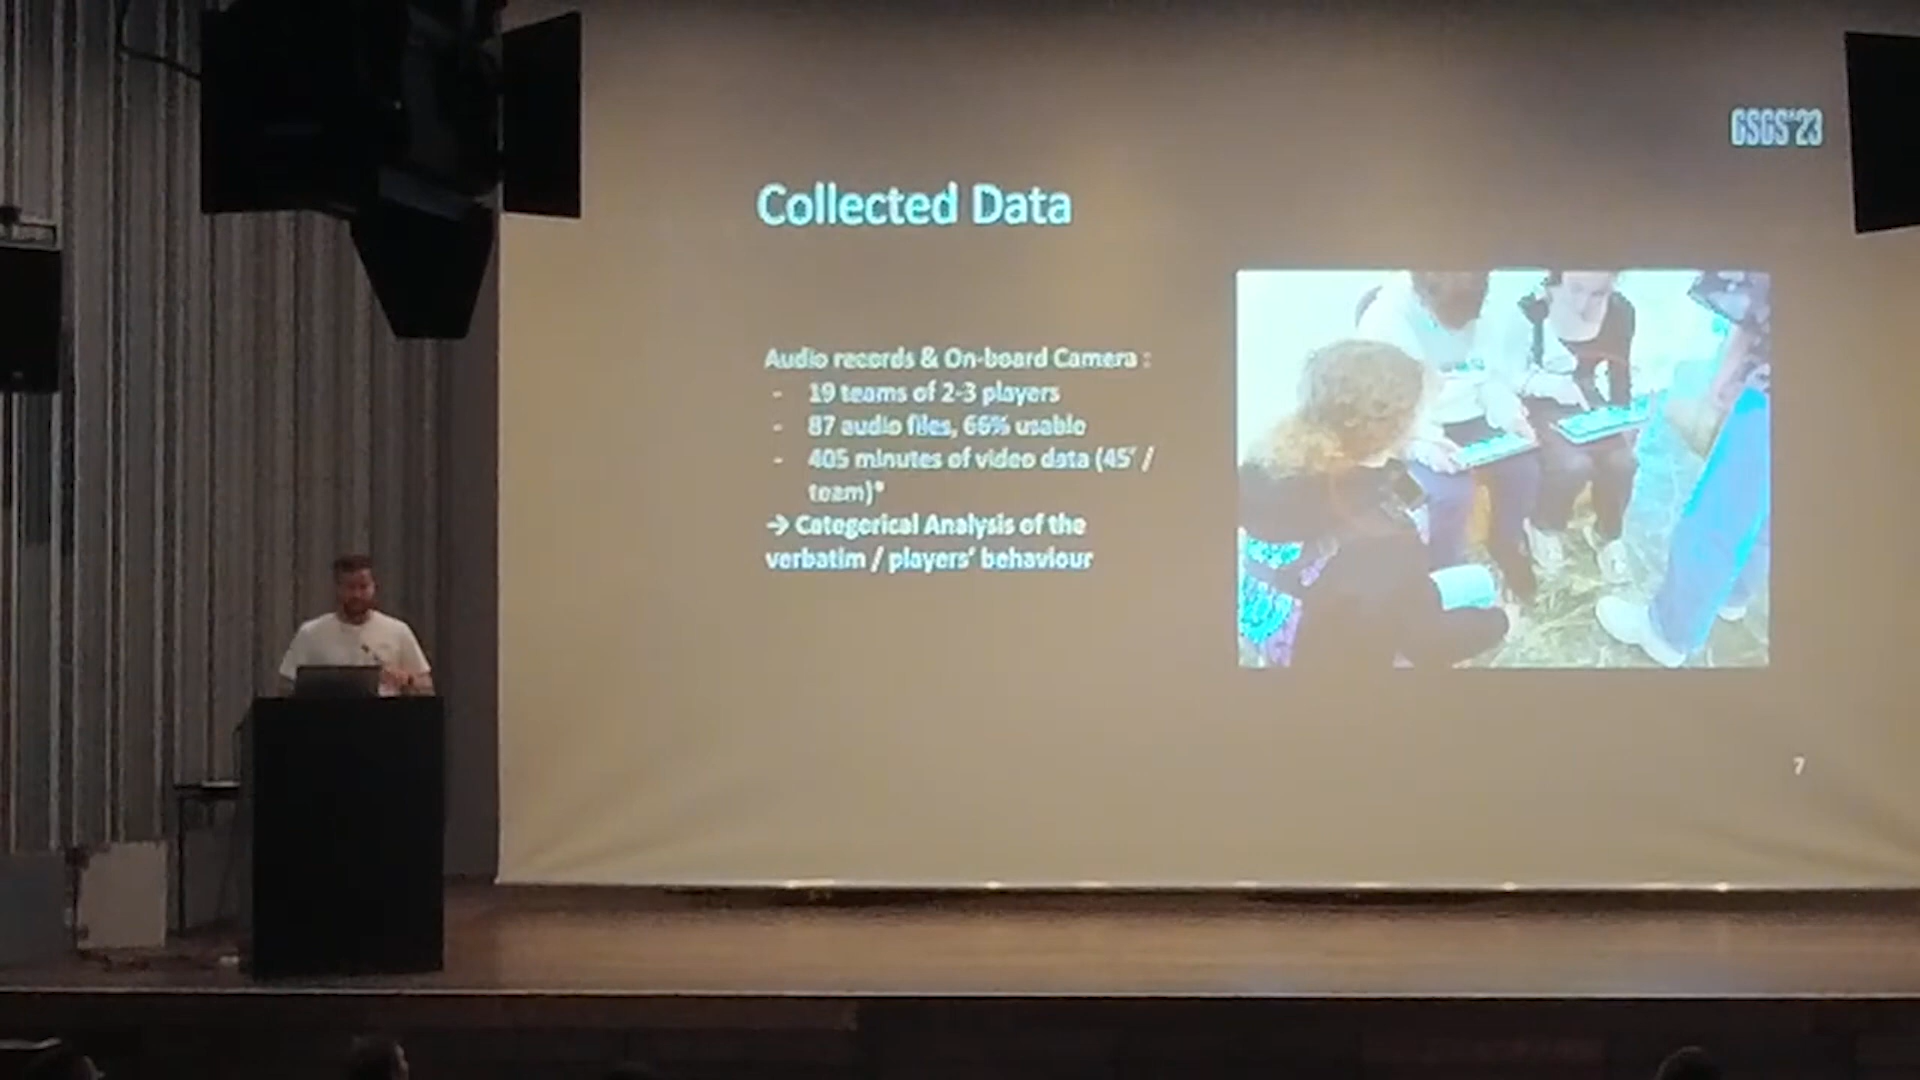 GSGS'23
Collected Data
Audio records & On-board Camera :
- 19 teams of 2-3 players
- 87 audio files, 66% usable
- 405 minutes of video data (45' /
team)*
→ Categorical Analysis of the
verbatim / players' behaviour
7